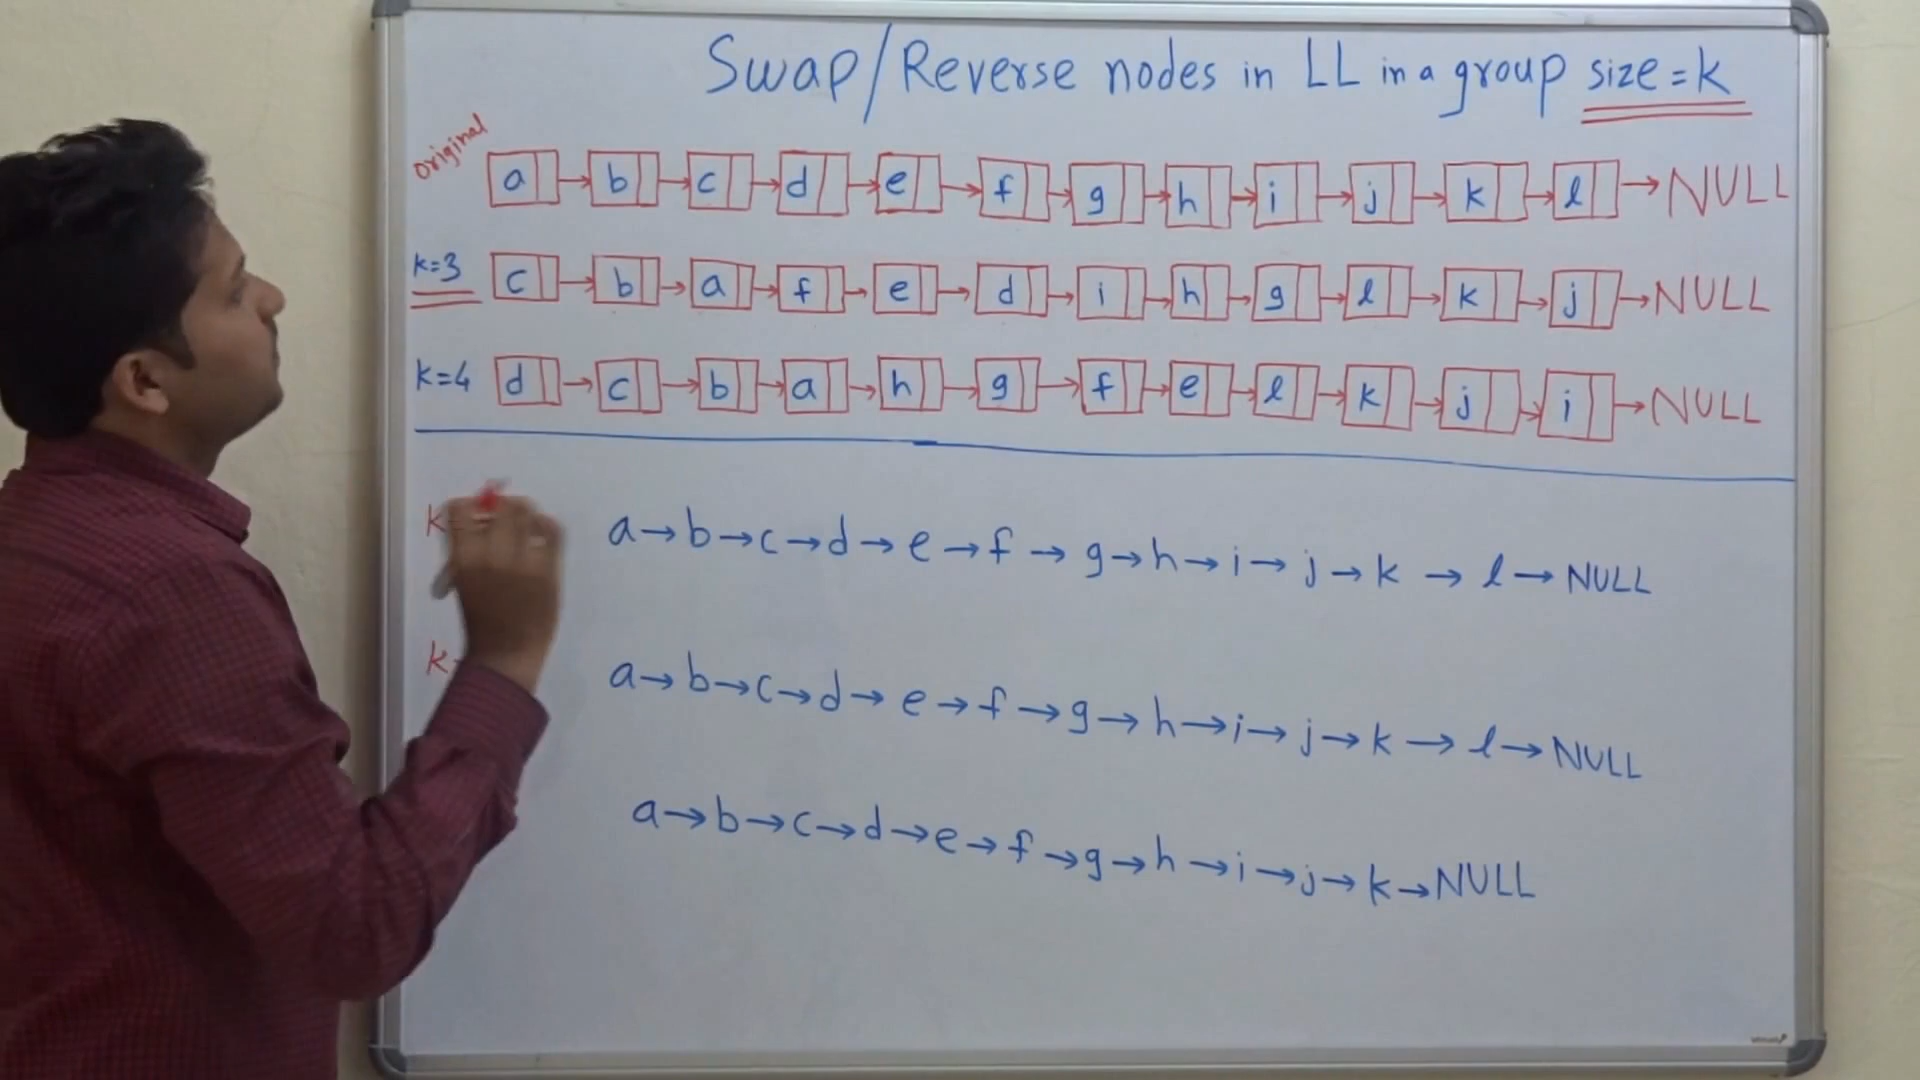 Swap/Reverse nodes in LL in a group size = k
original a → b → c → d → e → f → g → h → i → j → k → l → NULL
k=3 c → b → a → f → e → d → i → h → g → l → k → j → NULL
k=4 d → c → b → a → h → g → f → e → l → k → j → i → NULL
k a → b → c → d → e → f → g → h → i → j → k → l → NULL
k a → b → c → d → e → f → g → h → i → j → k → l → NULL
a → b → c → d → e → f → g → h → i → j → k → NULL